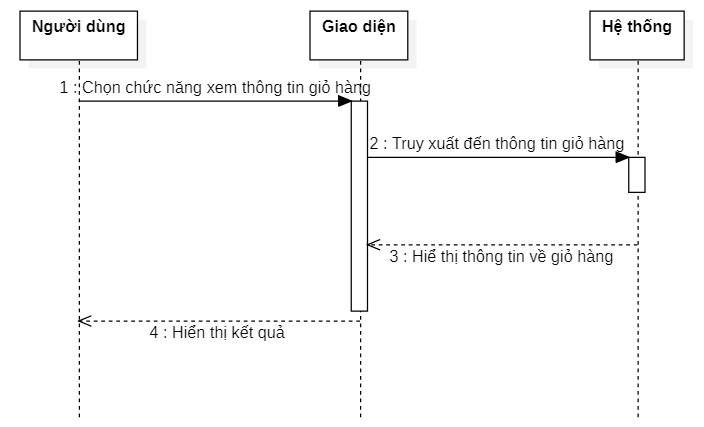 Người dùng
Giao diện
Hệ thống
1 : Chọn chức năng xem thông tin giỏ hàng
2 : Truy xuất đến thông tin giỏ hàng
3 : Hiể thị thông tin về giỏ hàng
4 : Hiển thị kết quả